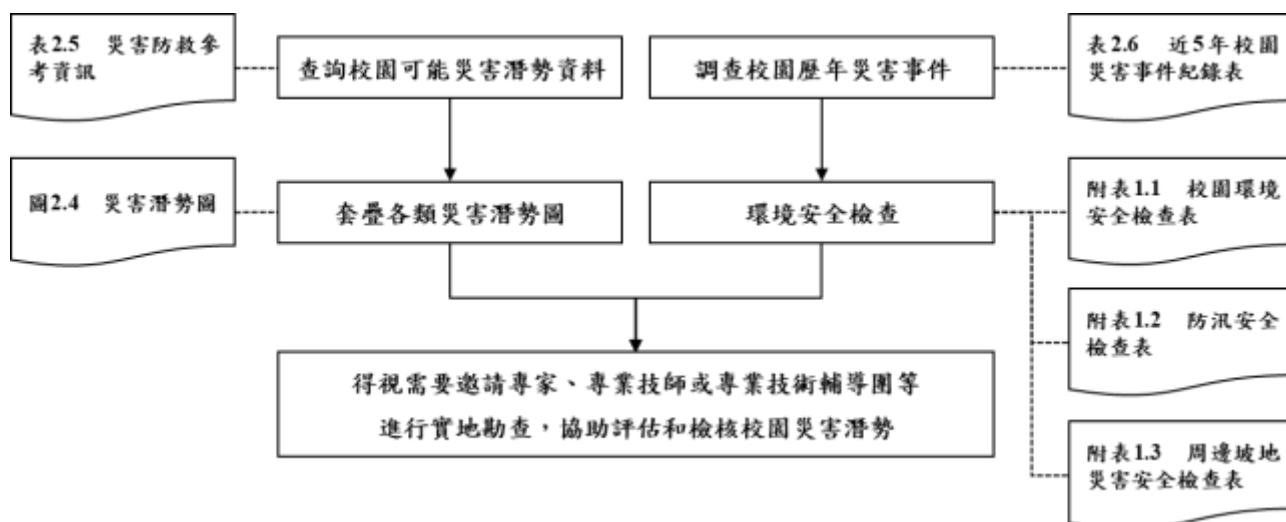 表2.5 災害防救參
考資訊
查詢校園可能災害潛勢資料
調查校園歷年災害事件
表2.6 近5年校園
災害事件紀錄表
圖2.4 災害潛勢圖
套疊各類災害潛勢圖
環境安全檢查
附表1.1 校園環境
安全檢查表
附表1.2 防汛安全
檢查表
得視需要邀請專家、專業技師或專業技術輔導團等
進行實地勘查，協助評估和檢核校園災害潛勢
附表1.3 周邊坡地
災害安全檢查表